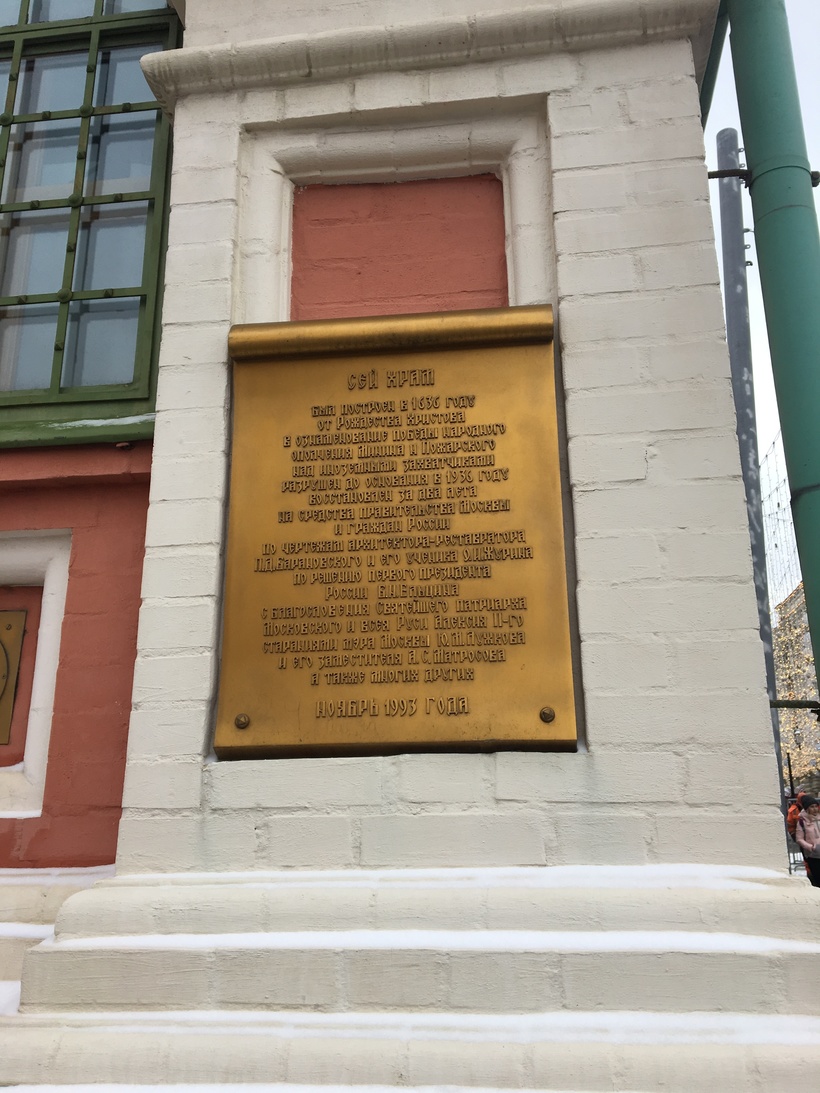 СЕЙ ХРАМ
БЫЛ ПОСТРОЕН В 1636 ГОДУ
ОТ РОЖДЕСТВА ХРИСТОВА
В ОЗНАМЕНОВАНИЕ ПОБЕДЫ НАРОДНОГО
ОПОЛЧЕНИЯ МИНИНА И ПОЖАРСКОГО
НАД ИНОЗЕМНЫМИ ЗАХВАТЧИКАМИ
РАЗРУШЕН ДО ОСНОВАНИЯ В 1936 ГОДУ
ВОССТАНОВЛЕН ЗА ДВА ЛЕТА
НА СРЕДСТВА ПРАВИТЕЛЬСТВА МОСКВЫ
И ГРАЖДАН РОССИИ
ПО ЧЕРТЕЖАМ АРХИТЕКТОРА-РЕСТАВРАТОРА
П.Д.БАРАНОВСКОГО И ЕГО УЧЕНИКА О.И.ЖУРИНА
ПО РЕШЕНИЮ ПЕРВОГО ПРЕЗИДЕНТА
РОССИИ Б.Н.ЕЛЬЦИНА
С БЛАГОСЛОВЕНИЯ СВЯТЕЙШЕГО ПАТРИАРХА
МОСКОВСКОГО И ВСЕЯ РУСИ АЛЕКСИЯ II-ГО
СТАРАНИЯМИ МЭРА МОСКВЫ Ю.М.ЛУЖКОВА
И ЕГО ЗАМЕСТИТЕЛЯ А.С.МАТРОСОВА
А ТАКЖЕ МНОГИХ ДРУГИХ
НОЯБРЬ 1993 ГОДА